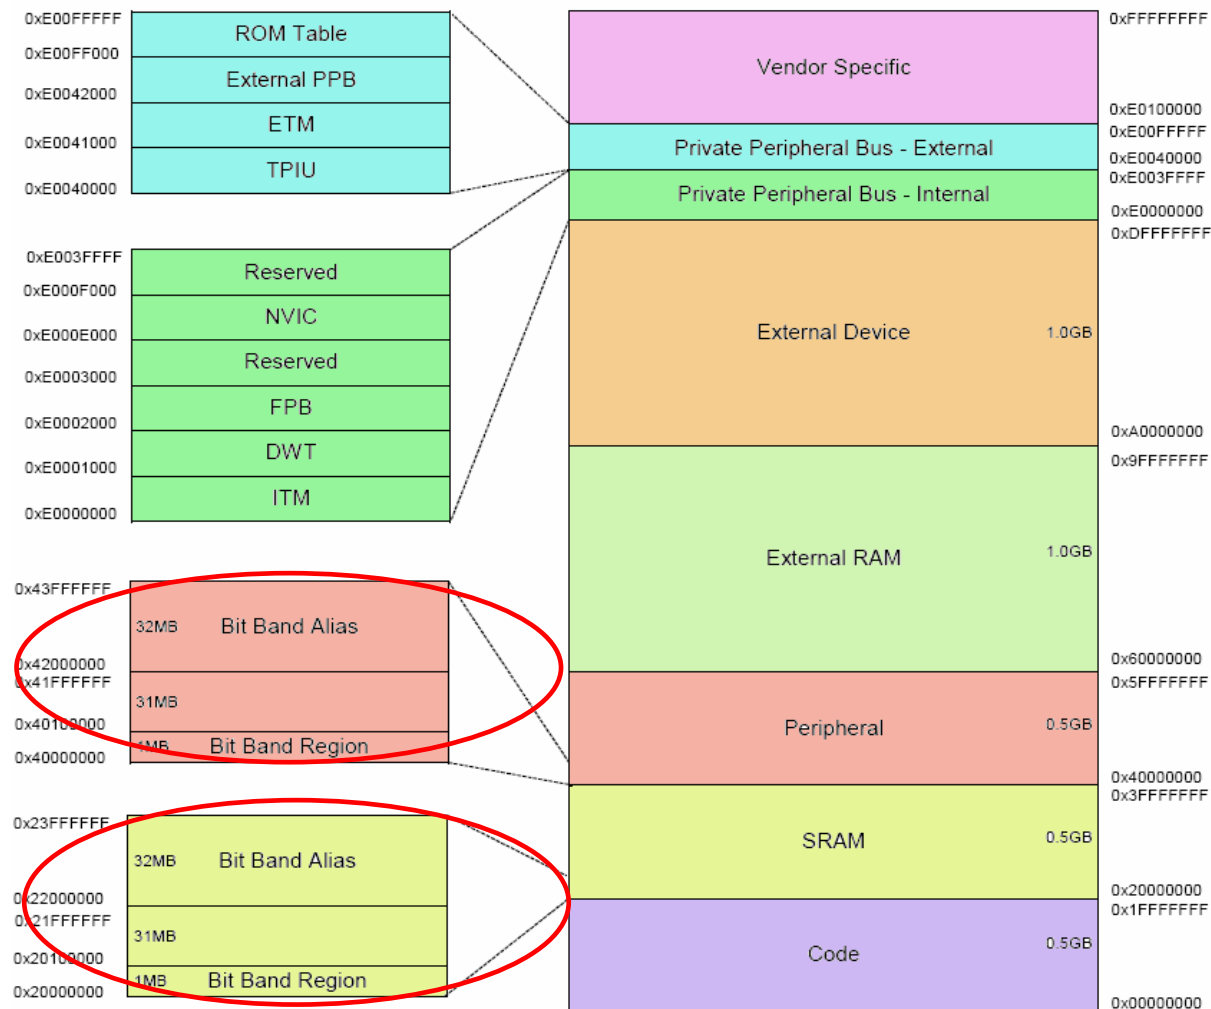 0xE00FFFFF
ROM Table
0xE00FF000
External PPB
0xE0042000
ETM
0xE0041000
TPIU
0xE0040000
0xE003FFFF
Reserved
0xE000F000
NVIC
0xE000E000
Reserved
0xE0003000
FPB
0xE0002000
DWT
0xE0001000
ITM
0xE0000000
0x43FFFFFF
32MB Bit Band Alias
0x42000000
0x41FFFFFF
31MB
0x40100000
1MB Bit Band Region
0x40000000
0x23FFFFFF
32MB Bit Band Alias
0x22000000
0x21FFFFFF
31MB
0x20100000
1MB Bit Band Region
0x20000000
0xFFFFFFFF
Vendor Specific
0xE0100000
0xE00FFFFF
Private Peripheral Bus - External
0xE0040000
0xE003FFFF
Private Peripheral Bus - Internal
0xE0000000
0xDFFFFFFF
External Device 1.0GB
0xA0000000
0x9FFFFFFF
External RAM 1.0GB
0x60000000
0x5FFFFFFF
Peripheral 0.5GB
0x40000000
0x3FFFFFFF
SRAM 0.5GB
0x20000000
0x1FFFFFFF
Code 0.5GB
0x00000000